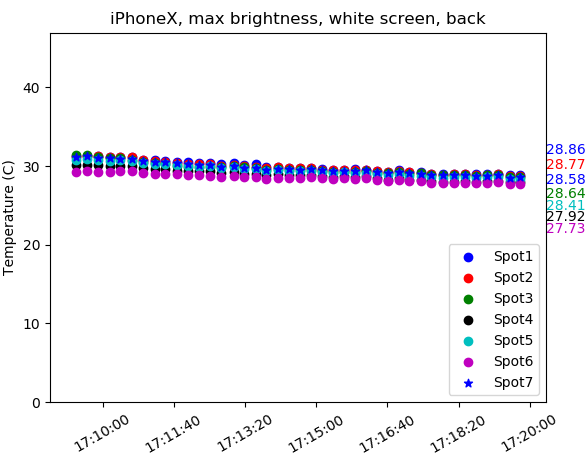 iPhoneX, max brightness, white screen, back
Temperature (C)
40
30
20
10
0
28.86
28.77
28.58
28.64
28.41
27.92
27.73
Spot1
Spot2
Spot3
Spot4
Spot5
Spot6
Spot7
17:10:00
17:11:40
17:13:20
17:15:00
17:16:40
17:18:20
17:20:00